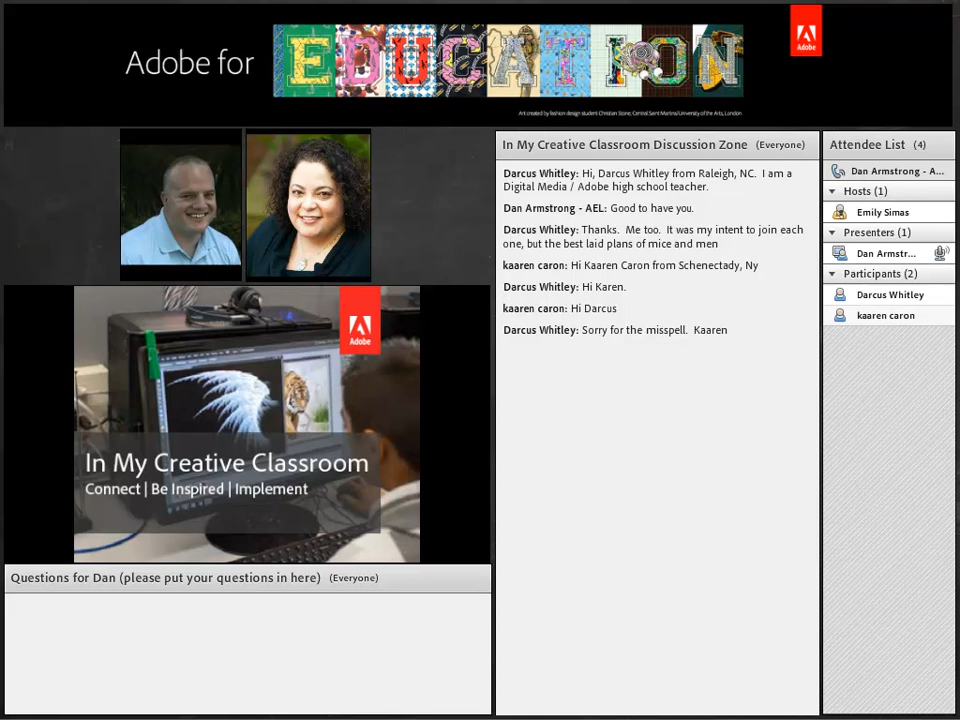 Adobe for
EDUCATION
Adobe
Art created by fashion design student Christian Stone, Central Saint Martins/University of the Arts, London
In My Creative Classroom Discussion Zone (Everyone)
Darcus Whitley: Hi, Darcus Whitley from Raleigh, NC. I am a
Digital Media / Adobe high school teacher.
Dan Armstrong - AEL: Good to have you.
Darcus Whitley: Thanks. Me too. It was my intent to join each
one, but the best laid plans of mice and men
kaaren caron: Hi Kaaren Caron from Schenectady, Ny
Darcus Whitley: Hi Karen.
kaaren caron: Hi Darcus
Darcus Whitley: Sorry for the misspell. Kaaren
Attendee List (4)
Dan Armstrong - A...
Hosts (1)
Emily Simas
Presenters (1)
Dan Armstr...
Participants (2)
Darcus Whitley
kaaren caron
Adobe
In My Creative Classroom
Connect | Be Inspired | Implement
Questions for Dan (please put your questions in here) (Everyone)